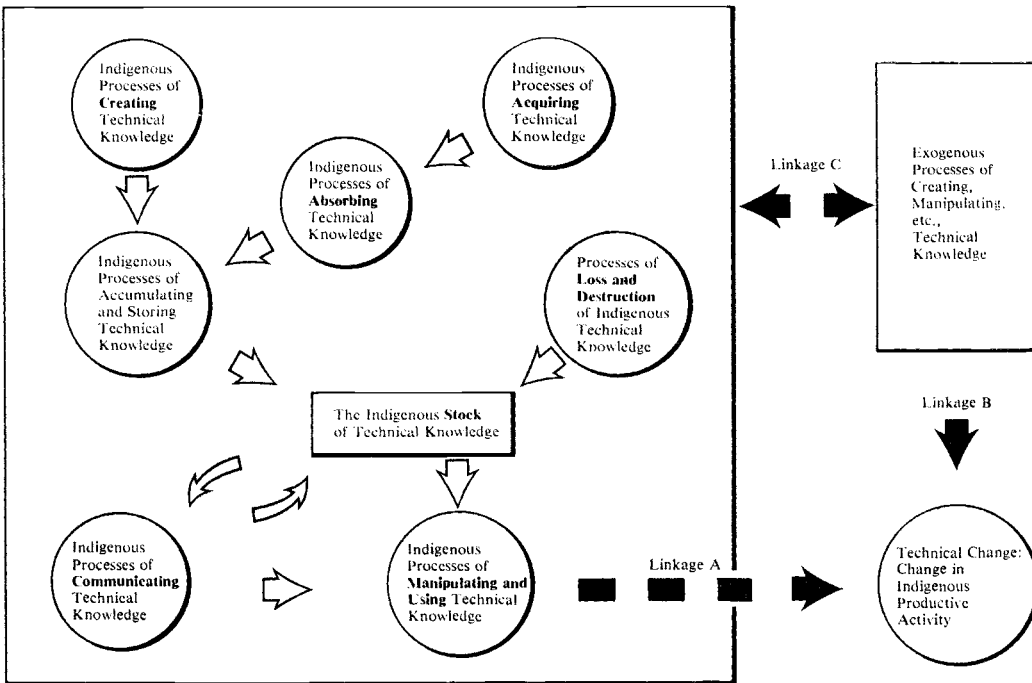 Indigenous
Processes of
Creating
Technical
Knowledge
Indigenous
Processes of
Acquiring
Technical
Knowledge
Indigenous
Processes of
Absorbing
Technical
Knowledge
Linkage C
Exogenous
Processes of
Creating,
Manipulating,
etc.,
Technical
Knowledge
Indigenous
Processes of
Accumulating
and Storing
Technical
Knowledge
Processes of
Loss and
Destruction
of Indigenous
Technical
Knowledge
The Indigenous Stock
of Technical Knowledge
Linkage B
Indigenous
Processes of
Communicating
Technical
Knowledge
Indigenous
Processes of
Manipulating and
Using Technical
Knowledge
Linkage A
Technical Change:
Change in
Indigenous
Productive
Activity